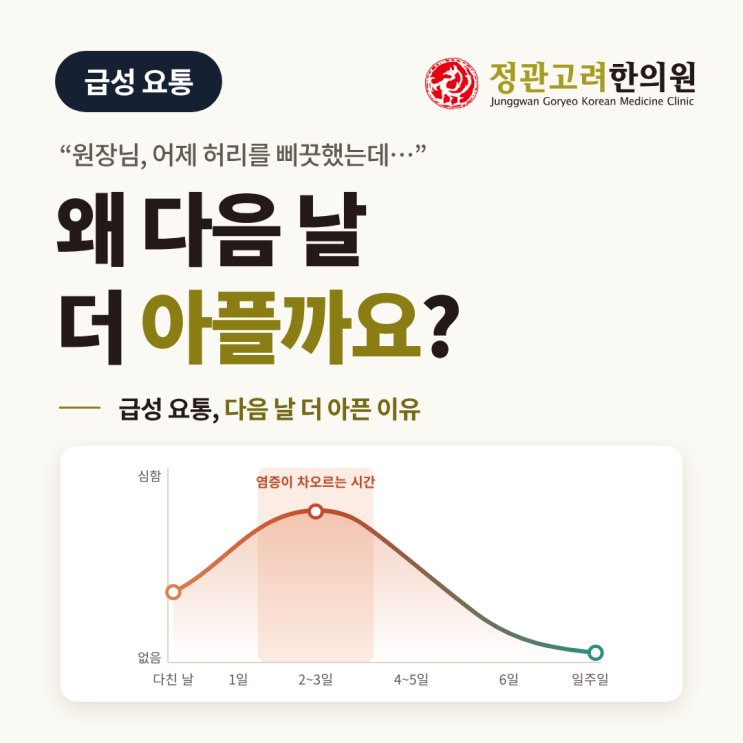 급성 요통
정관고려한의원
Junggwan Goryeo Korean Medicine Clinic
“원장님, 어제 허리를 삐끗했는데…”
왜 다음 날
더 아플까요?
급성 요통, 다음 날 더 아픈 이유
심함
염증이 차오르는 시간
없음
다친 날 1일 2~3일 4~5일 6일 일주일